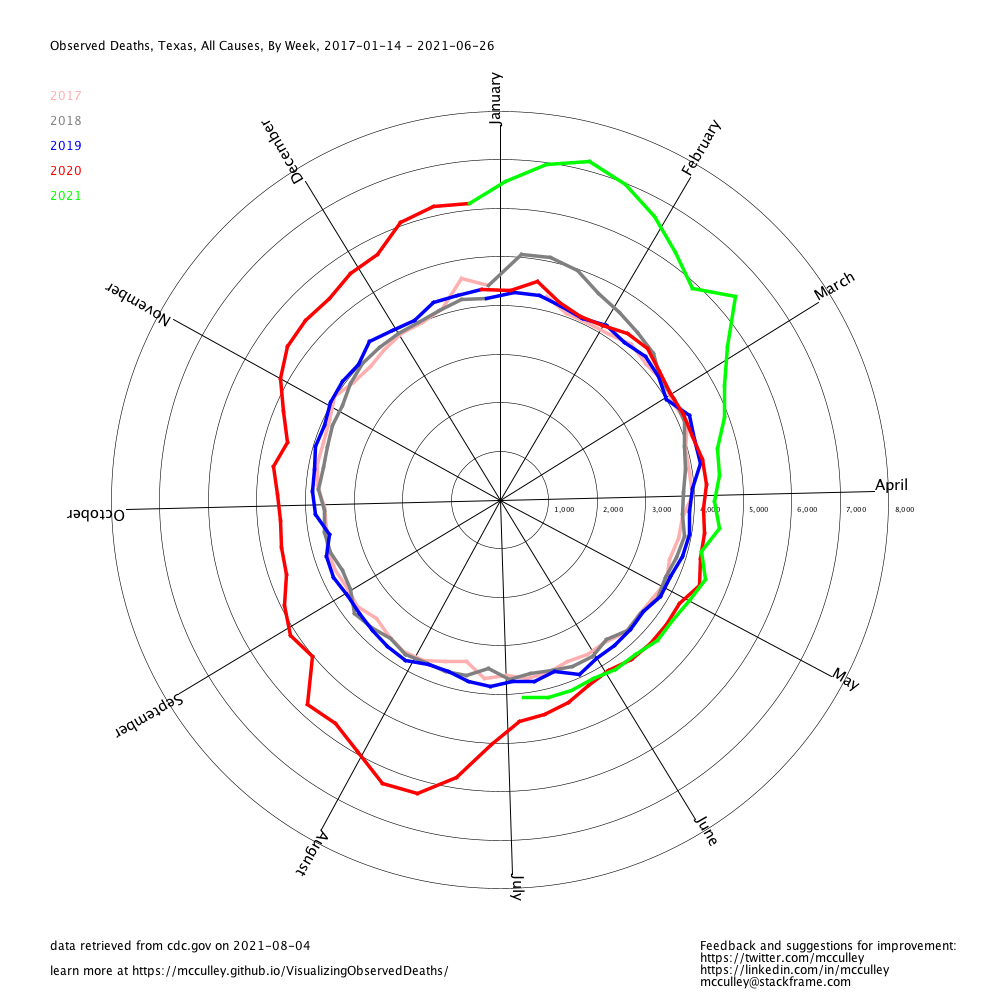 Observed Deaths, Texas, All Causes, By Week, 2017-01-14 - 2021-06-26
2017
2018
2019
2020
2021
January
February
March
April
May
June
July
August
September
October
November
December
1,000
2,000
3,000
4,000
5,000
6,000
7,000
8,000
data retrieved from cdc.gov on 2021-08-04
learn more at https://mcculley.github.io/VisualizingObservedDeaths/
Feedback and suggestions for improvement:
https://twitter.com/mcculley
https://linkedin.com/in/mcculley
mcculley@stackframe.com